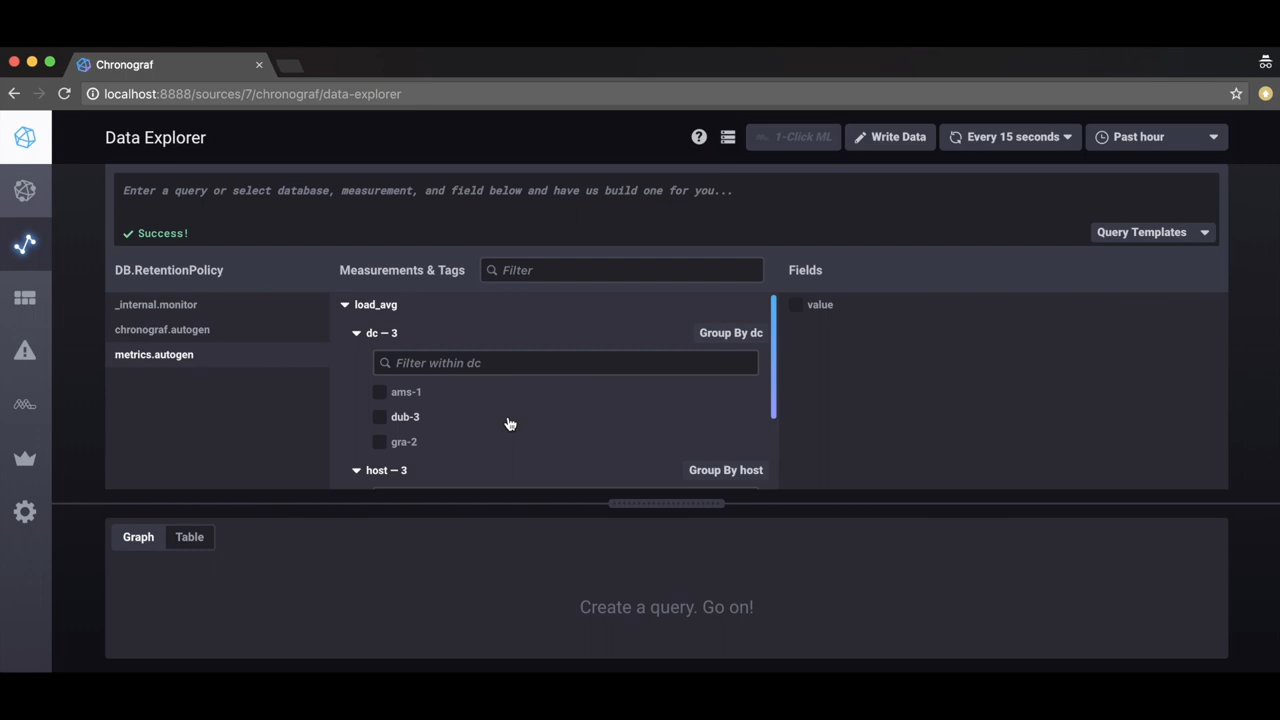 Chronograf
localhost:8888/sources/7/chronograf/data-explorer
Data Explorer
1-Click ML
Write Data
Every 15 seconds
Past hour
Enter a query or select database, measurement, and field below and have us build one for you...
Success!
Query Templates
DB.RetentionPolicy
Measurements & Tags
Filter
Fields
_internal.monitor
chronograf.autogen
metrics.autogen
load_avg
dc — 3
Group By dc
Filter within dc
ams-1
dub-3
gra-2
host — 3
Group By host
value
Graph
Table
Create a query. Go on!